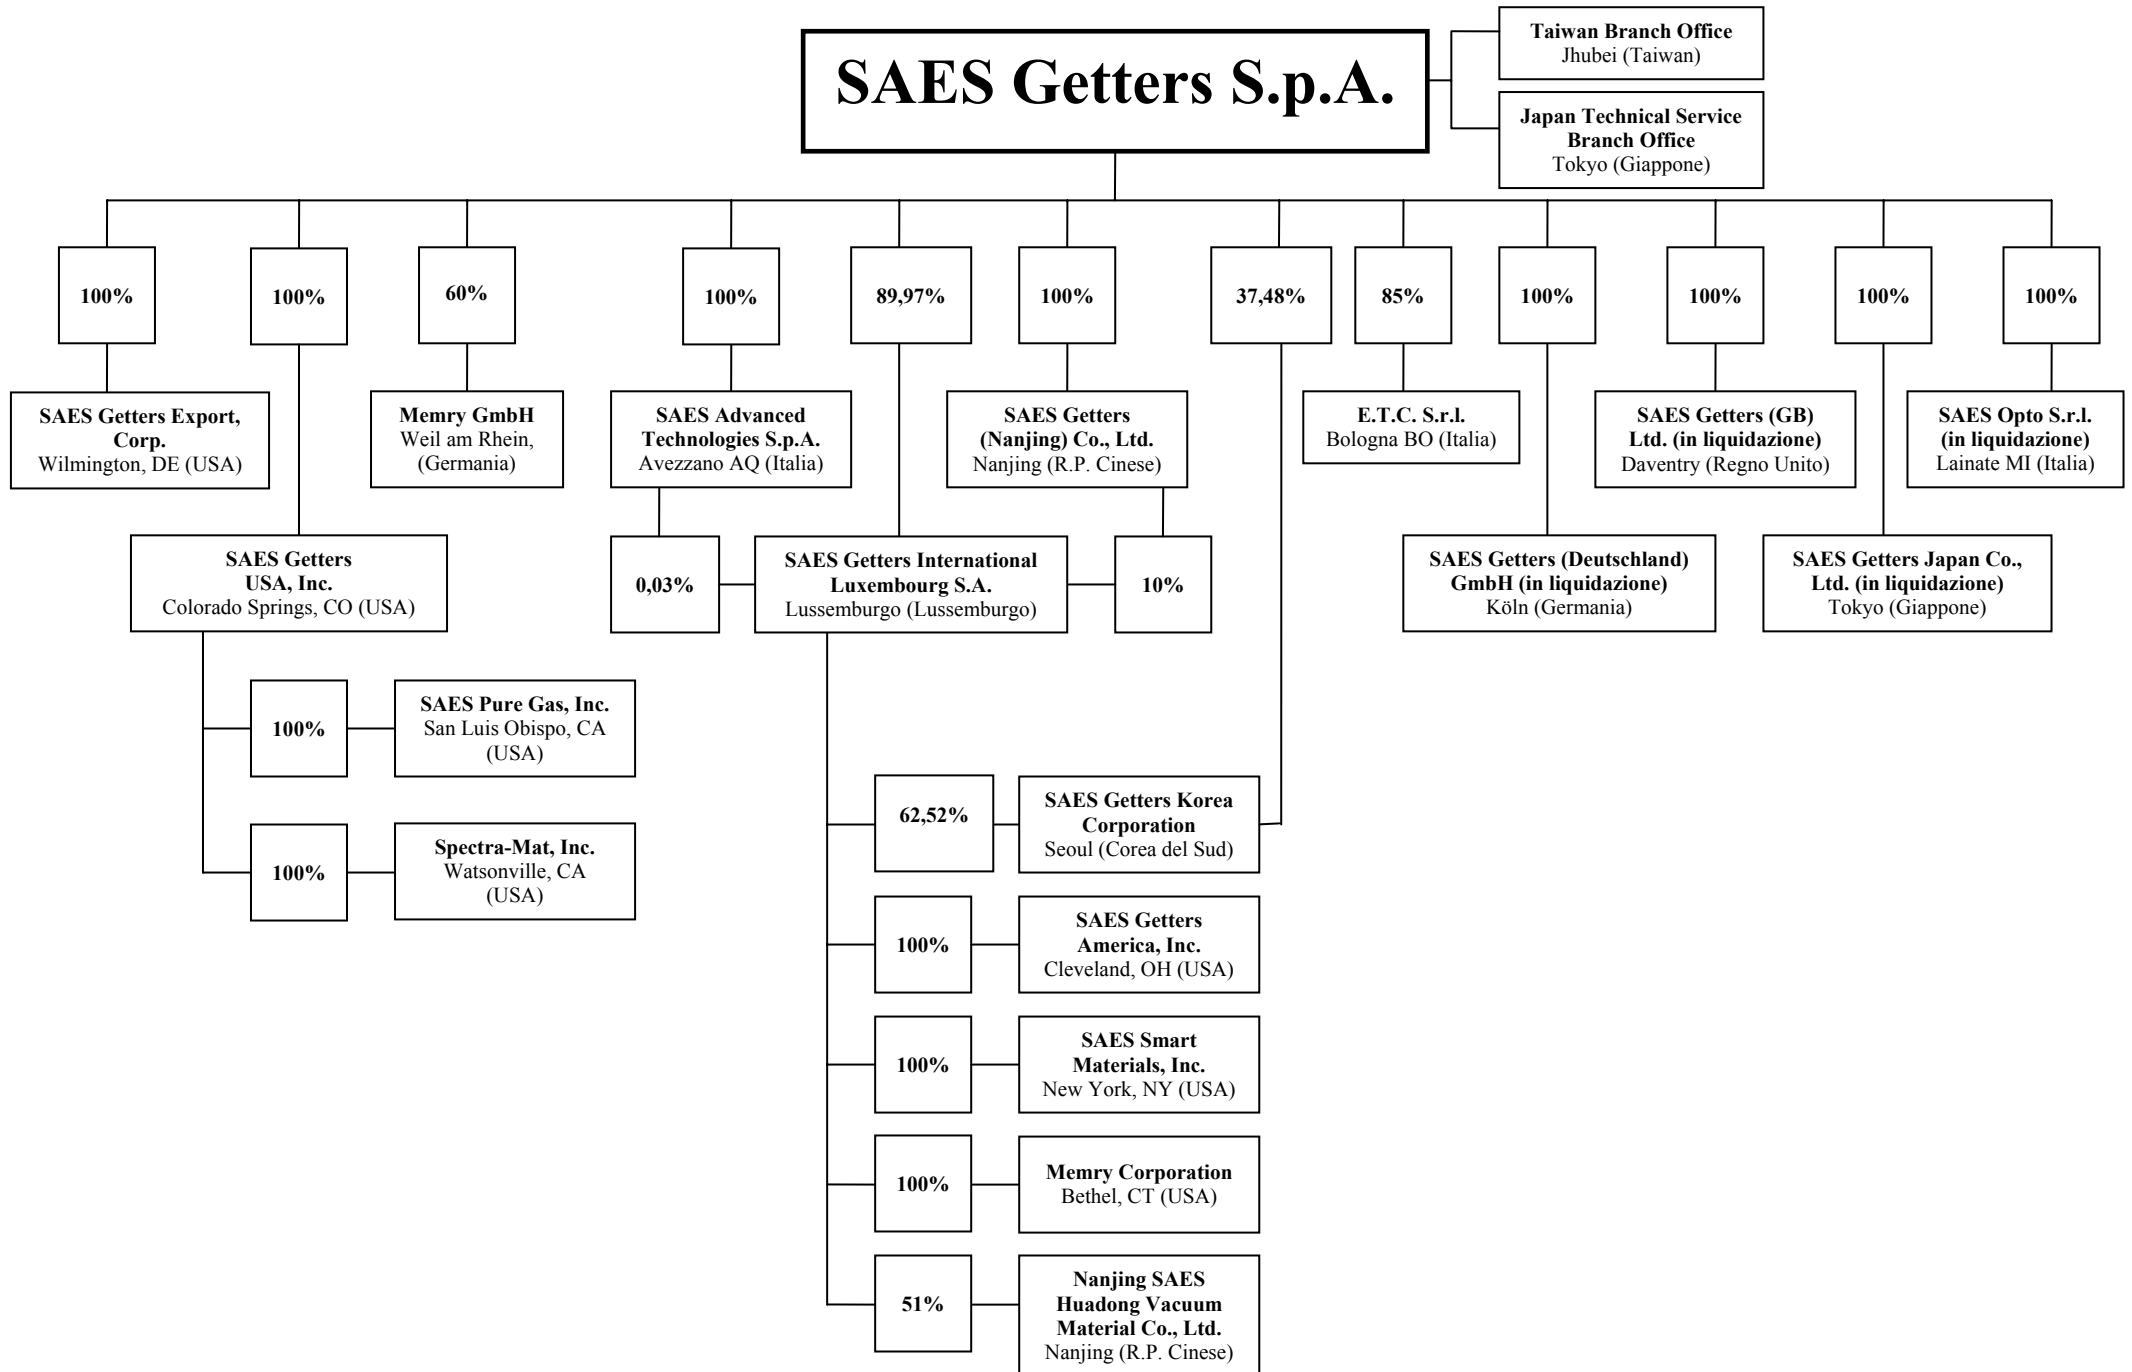 SAES Getters S.p.A.
Taiwan Branch Office
Jhubei (Taiwan)
Japan Technical Service
Branch Office
Tokyo (Giappone)
100%
100%
60%
100%
89,97%
100%
37,48%
85%
100%
100%
100%
100%
SAES Getters Export,
Corp.
Wilmington, DE (USA)
Memry GmbH
Weil am Rhein,
(Germania)
SAES Advanced
Technologies S.p.A.
Avezzano AQ (Italia)
SAES Getters
(Nanjing) Co., Ltd.
Nanjing (R.P. Cinese)
E.T.C. S.r.l.
Bologna BO (Italia)
SAES Getters (GB)
Ltd. (in liquidazione)
Daventry (Regno Unito)
SAES Opto S.r.l.
(in liquidazione)
Lainate MI (Italia)
SAES Getters
USA, Inc.
Colorado Springs, CO (USA)
0,03%
SAES Getters International
Luxembourg S.A.
Lussemburgo (Lussemburgo)
10%
SAES Getters (Deutschland)
GmbH (in liquidazione)
Köln (Germania)
SAES Getters Japan Co.,
Ltd. (in liquidazione)
Tokyo (Giappone)
100%
SAES Pure Gas, Inc.
San Luis Obispo, CA
(USA)
100%
Spectra-Mat, Inc.
Watsonville, CA
(USA)
62,52%
SAES Getters Korea
Corporation
Seoul (Corea del Sud)
100%
SAES Getters
America, Inc.
Cleveland, OH (USA)
100%
SAES Smart
Materials, Inc.
New York, NY (USA)
100%
Memry Corporation
Bethel, CT (USA)
51%
Nanjing SAES
Huadong Vacuum
Material Co., Ltd.
Nanjing (R.P. Cinese)